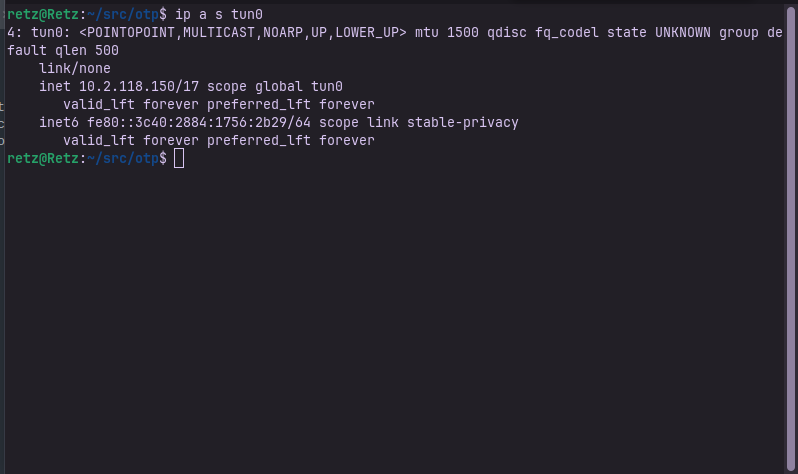 retz@Retz:~/src/otp$ ip a s tun0
4: tun0: <POINTOPOINT,MULTICAST,NOARP,UP,LOWER_UP> mtu 1500 qdisc fq_codel state UNKNOWN group de
fault qlen 500
    link/none
    inet 10.2.118.150/17 scope global tun0
       valid_lft forever preferred_lft forever
    inet6 fe80::3c40:2884:1756:2b29/64 scope link stable-privacy
       valid_lft forever preferred_lft forever
retz@Retz:~/src/otp$